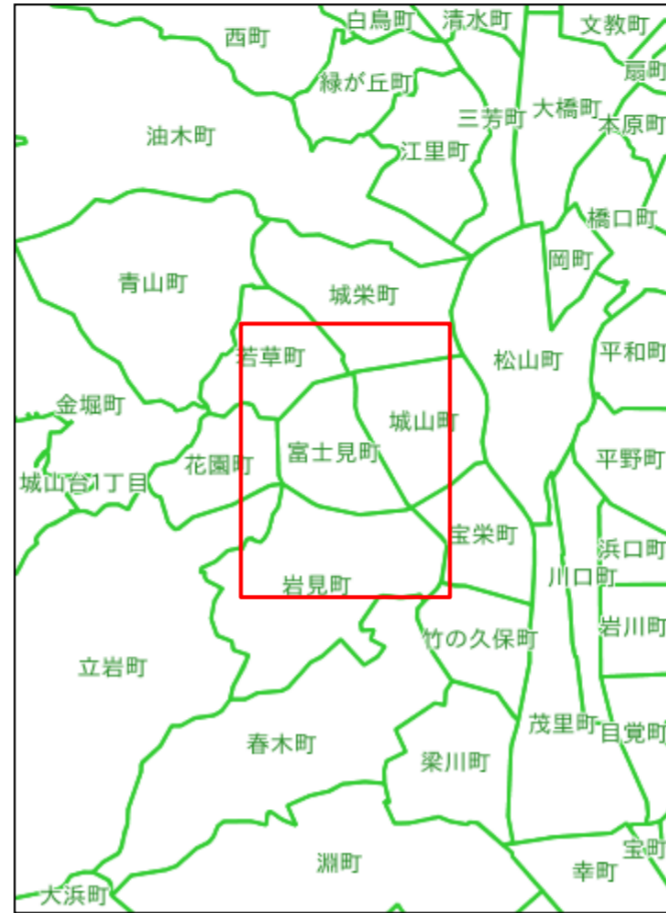 白鳥町
清水町
文教町
西町
扇町
緑が丘町
大橋町
三芳町
本原町
油木町
江里町
橋口町
岡町
青山町
城栄町
平和町
若草町
松山町
金堀町
城山町
富士見町
平野町
花園町
城山台1丁目
宝栄町
浜口町
川口町
岩見町
岩川町
竹の久保町
立岩町
茂里町
目覚町
春木町
梁川町
宝町
淵町
幸町
大浜町